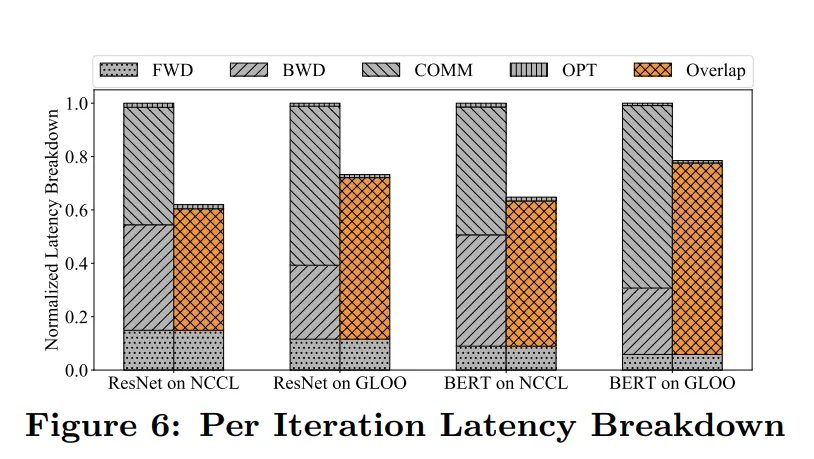 FWD BWD COMM OPT Overlap
Normalized Latency Breakdown
1.0
0.8
0.6
0.4
0.2
0.0
ResNet on NCCL ResNet on GLOO BERT on NCCL BERT on GLOO
Figure 6: Per Iteration Latency Breakdown